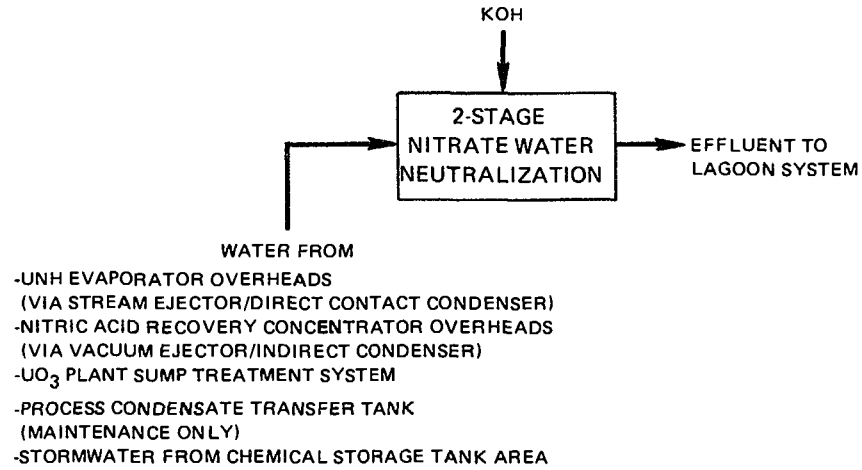 KOH
2-STAGE
NITRATE WATER
NEUTRALIZATION
EFFLUENT TO
LAGOON SYSTEM
WATER FROM
-UNH EVAPORATOR OVERHEADS
(VIA STREAM EJECTOR/DIRECT CONTACT CONDENSER)
-NITRIC ACID RECOVERY CONCENTRATOR OVERHEADS
(VIA VACUUM EJECTOR/INDIRECT CONDENSER)
-UO3 PLANT SUMP TREATMENT SYSTEM
-PROCESS CONDENSATE TRANSFER TANK
(MAINTENANCE ONLY)
-STORMWATER FROM CHEMICAL STORAGE TANK AREA